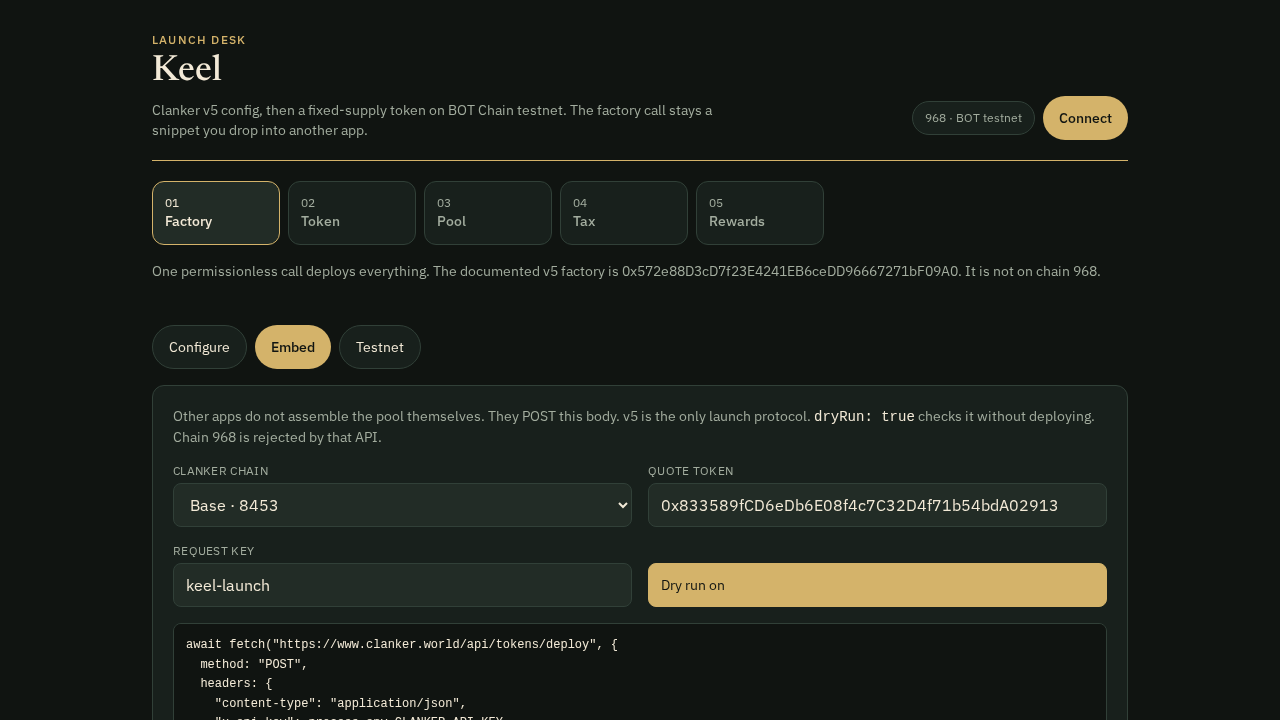 LAUNCH DESK
Keel
Clanker v5 config, then a fixed-supply token on BOT Chain testnet. The factory call stays a
snippet you drop into another app.
968 · BOT testnet
Connect
01
Factory
02
Token
03
Pool
04
Tax
05
Rewards
One permissionless call deploys everything. The documented v5 factory is 0x572e88D3cD7f23E4241EB6ceDD96667271bF09A0. It is not on chain 968.
Configure
Embed
Testnet
Other apps do not assemble the pool themselves. They POST this body. v5 is the only launch protocol. dryRun: true checks it without deploying.
Chain 968 is rejected by that API.
CLANKER CHAIN
QUOTE TOKEN
Base · 8453
0x833589fCD6eDb6E08f4c7C32D4f71b54bdA02913
REQUEST KEY
keel-launch
Dry run on
await fetch("https://www.clanker.world/api/tokens/deploy", {
method: "POST",
headers: {
"content-type": "application/json",
"x-api-key": process.env.CLANKER_API_KEY